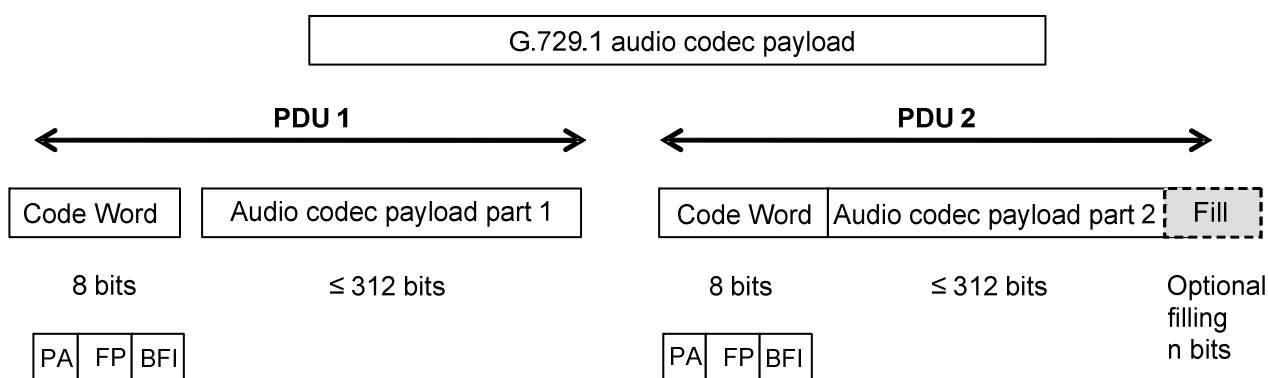 G.729.1 audio codec payload
PDU 1
PDU 2
Code Word
Audio codec payload part 1
Code Word
Audio codec payload part 2
Fill
8 bits
≤ 312 bits
8 bits
≤ 312 bits
Optional
filling
n bits
PA FP BFI
PA FP BFI